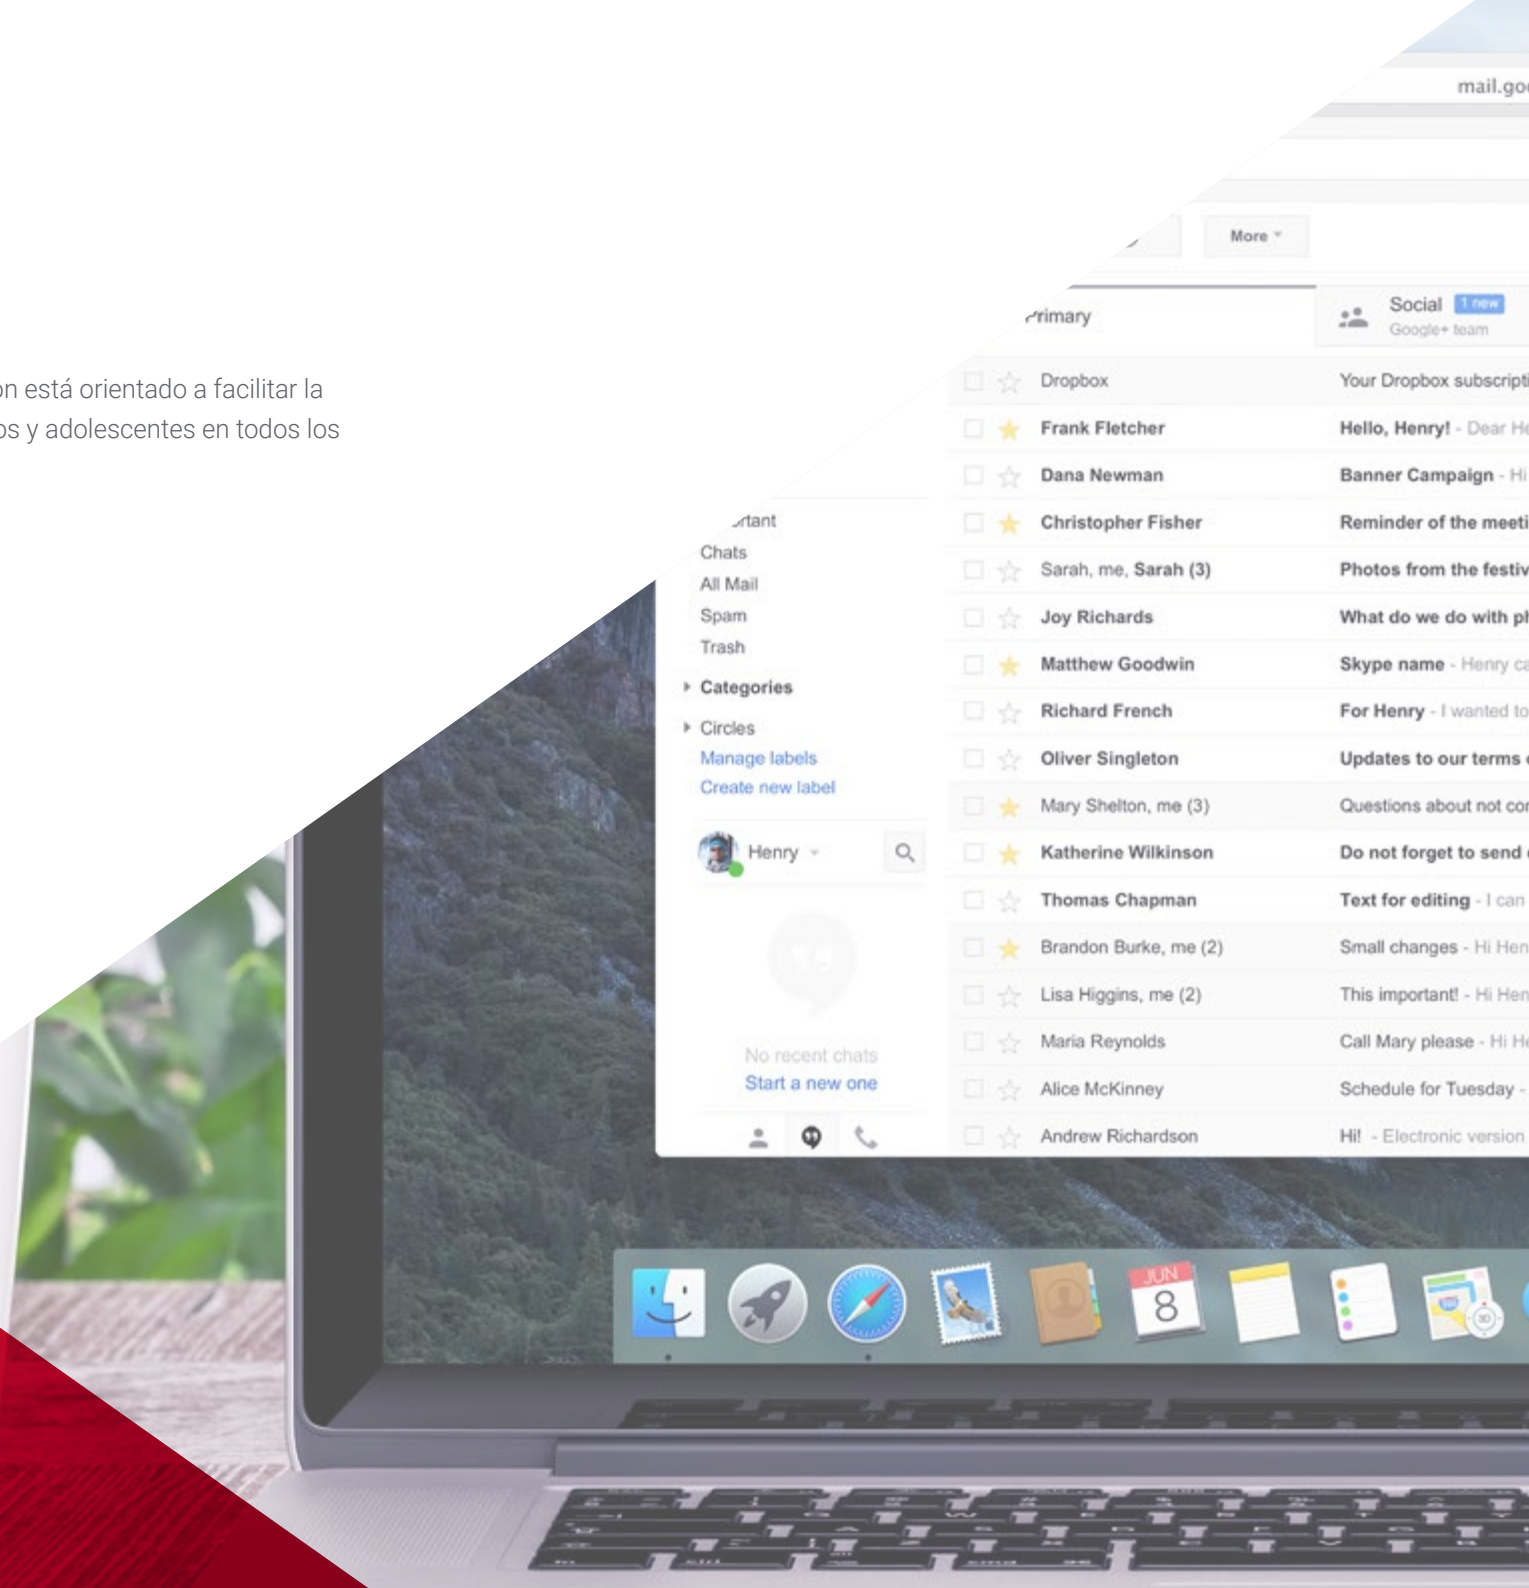 mail.goo
More
Primary
Social 1 new
Google+ team
on está orientado a facilitar la
os y adolescentes en todos los
Dropbox Your Dropbox subscripti
Frank Fletcher Hello, Henry! - Dear He
Dana Newman Banner Campaign - Hi
Christopher Fisher Reminder of the meeti
Sarah, me, Sarah (3) Photos from the festiv
Joy Richards What do we do with ph
Matthew Goodwin Skype name - Henry ca
Richard French For Henry - I wanted to
Oliver Singleton Updates to our terms
Mary Shelton, me (3) Questions about not con
Katherine Wilkinson Do not forget to send
Thomas Chapman Text for editing - I can
Brandon Burke, me (2) Small changes - Hi Hen
Lisa Higgins, me (2) This important! - Hi Hen
Maria Reynolds Call Mary please - Hi He
Alice McKinney Schedule for Tuesday -
Andrew Richardson Hi! - Electronic version
ortant
Chats
All Mail
Spam
Trash
Categories
Circles
Manage labels
Create new label
Henry
No recent chats
Start a new one
JUN
8
3D